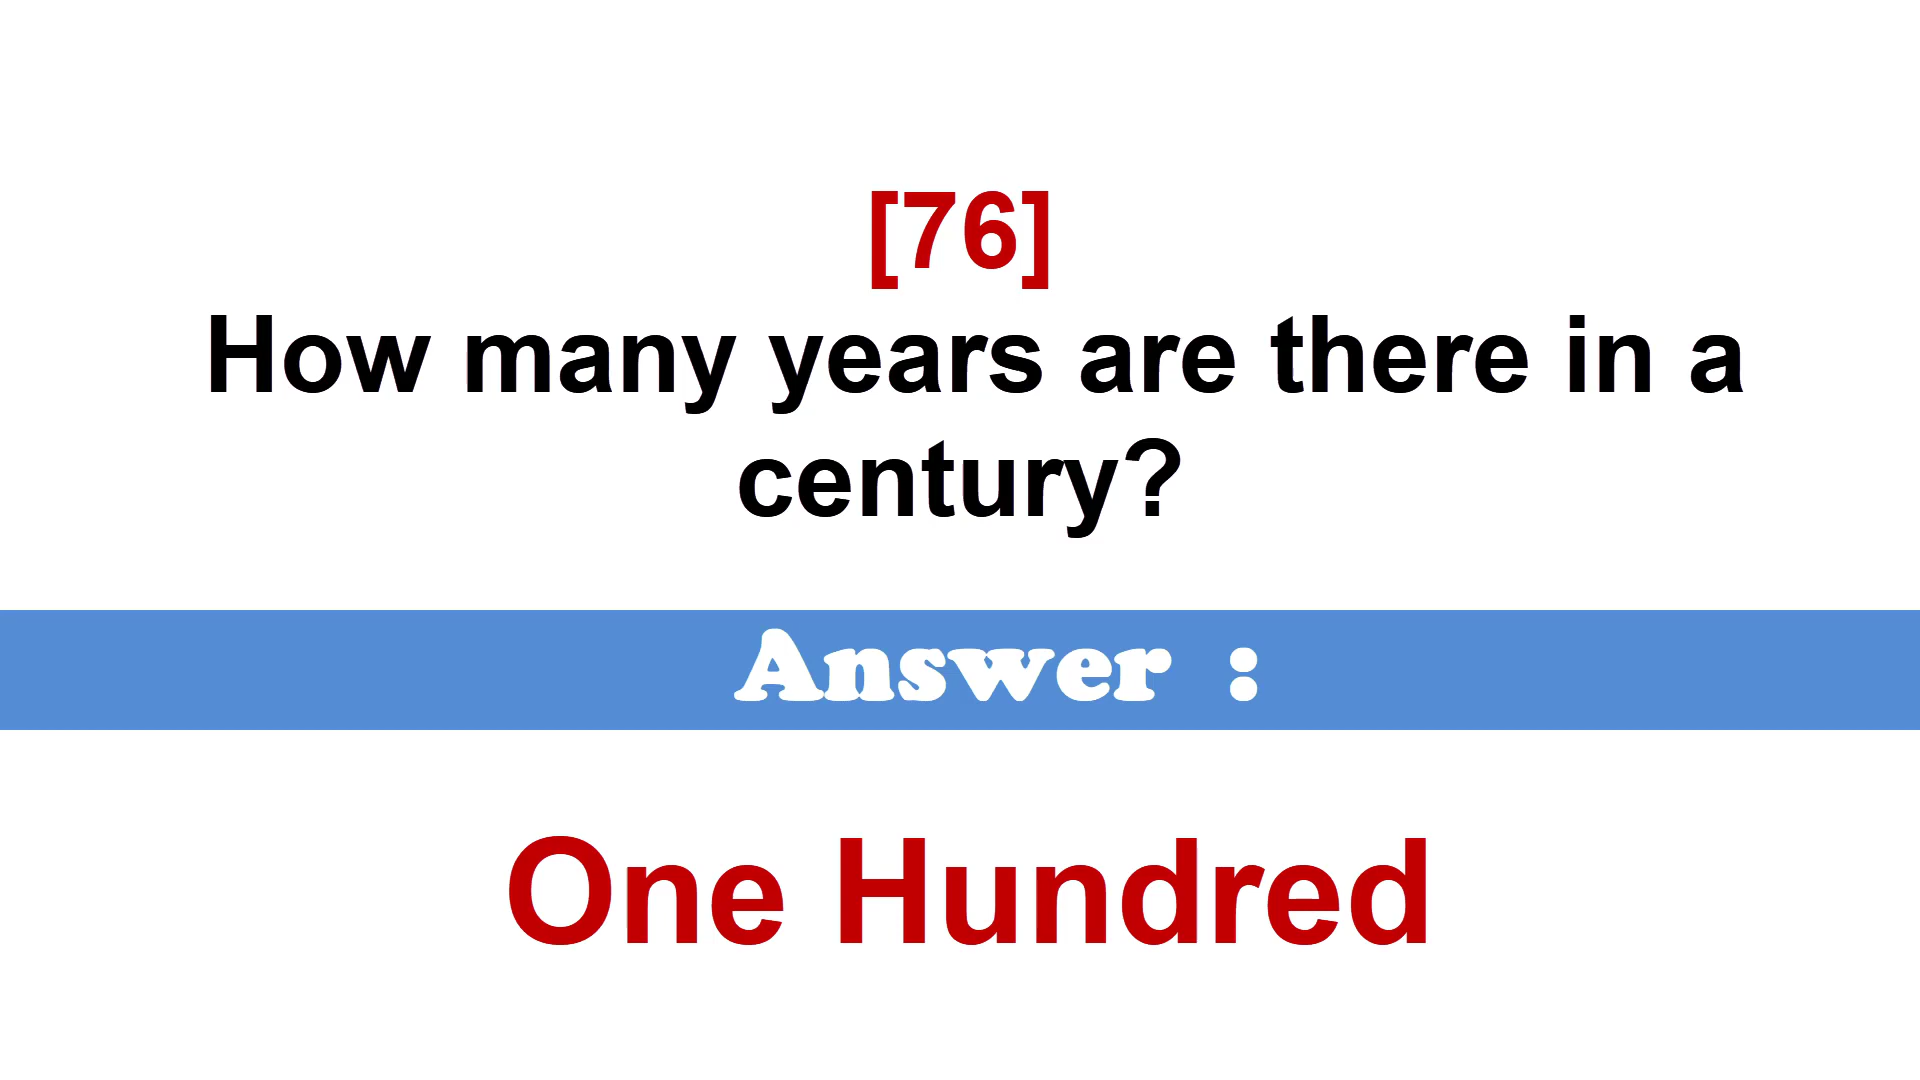 [76]
How many years are there in a
century?
Answer :
One Hundred